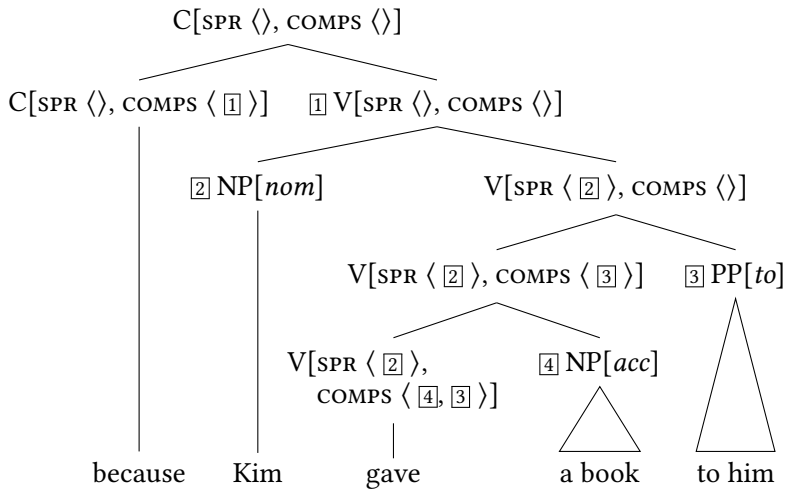 C[SPR ⟨⟩, COMPS ⟨⟩]
C[SPR ⟨⟩, COMPS ⟨ 1 ⟩] 1 V[SPR ⟨⟩, COMPS ⟨⟩]
2 NP[nom] V[SPR ⟨ 2 ⟩, COMPS ⟨⟩]
V[SPR ⟨ 2 ⟩, COMPS ⟨ 3 ⟩] 3 PP[to]
V[SPR ⟨ 2 ⟩, 4 NP[acc]
COMPS ⟨ 4, 3 ⟩]
because Kim gave a book to him